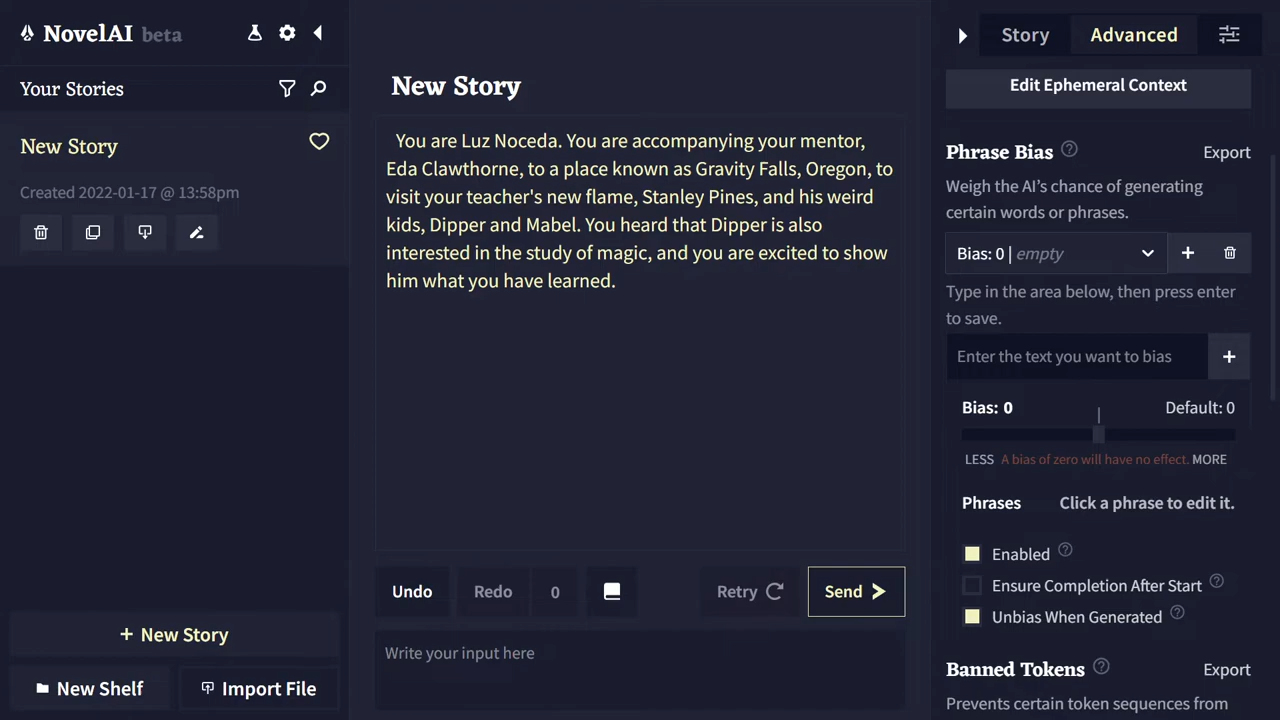 NovelAI beta
Your Stories
New Story
Created 2022-01-17 @ 13:58pm
+ New Story
New Shelf
Import File
New Story
You are Luz Noceda. You are accompanying your mentor,
Eda Clawthorne, to a place known as Gravity Falls, Oregon, to
visit your teacher's new flame, Stanley Pines, and his weird
kids, Dipper and Mabel. You heard that Dipper is also
interested in the study of magic, and you are excited to show
him what you have learned.
Undo
Redo
0
Retry
Send
Write your input here
Story
Advanced
Edit Ephemeral Context
Phrase Bias
Export
Weigh the AI’s chance of generating
certain words or phrases.
Bias: 0 | empty
Type in the area below, then press enter
to save.
Enter the text you want to bias
Bias: 0
Default: 0
LESS A bias of zero will have no effect. MORE
Phrases
Click a phrase to edit it.
Enabled
Ensure Completion After Start
Unbias When Generated
Banned Tokens
Export
Prevents certain token sequences from